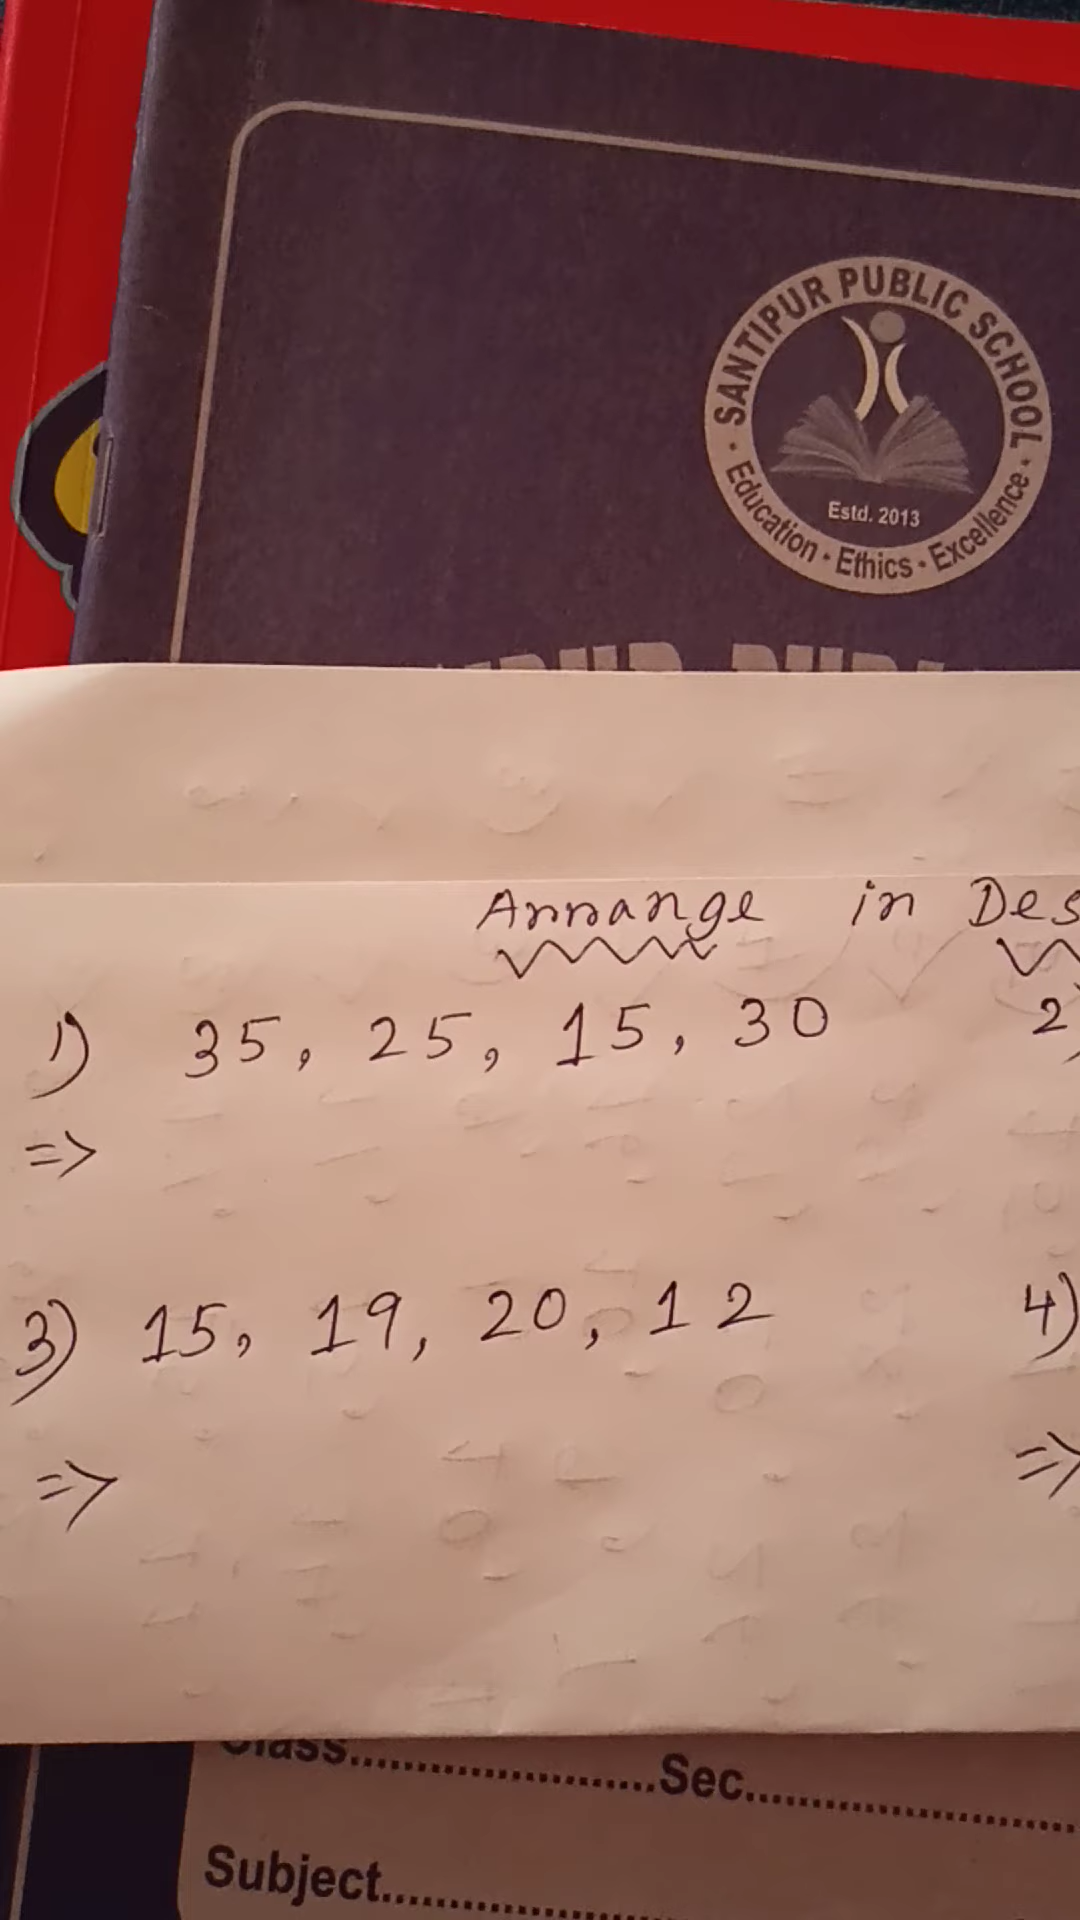 SANTIPUR PUBLIC SCHOOL
Estd. 2013
Education • Ethics • Excellence
Arrange in Des
1) 35, 25, 15, 30 2)
=>
3) 15, 19, 20, 12 4)
=> =>
Class....................Sec....................
Subject....................